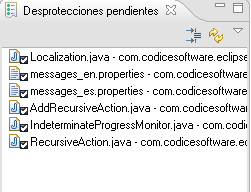 Desprotecciones pendientes
Localization.java - com.codicesoftware.eclipse
messages_en.properties - com.codicesoftware
messages_es.properties - com.codicesoftware
AddRecursiveAction.java - com.codicesoftware
IndeterminateProgressMonitor.java - com.codi
RecursiveAction.java - com.codicesoftware.ec